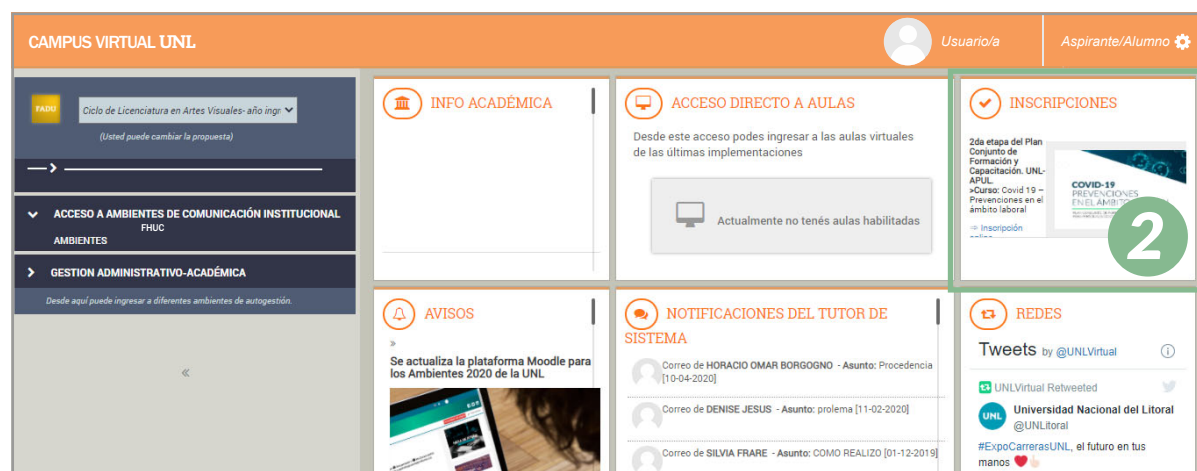 CAMPUS VIRTUAL UNL
Usuario/a
Aspirante/Alumno
FADU
Ciclo de Licenciatura en Artes Visuales- año ingr
(Usted puede cambiar la propuesta)
ACCESO A AMBIENTES DE COMUNICACIÓN INSTITUCIONAL
FHUC
AMBIENTES
GESTION ADMINISTRATIVO-ACADÉMICA
Desde aquí puede ingresar a diferentes ambientes de autogestión.
«
INFO ACADÉMICA
ACCESO DIRECTO A AULAS
Desde este acceso podes ingresar a las aulas virtuales
de las últimas implementaciones
Actualmente no tenés aulas habilitadas
INSCRIPCIONES
2da etapa del Plan
Conjunto de
Formación y
Capacitación. UNL-
APUL.
>Curso: Covid 19 –
Prevenciones en el
ámbito laboral
⇨ Inscripción
online
COVID-19
PREVENCIONES
EN EL ÁMBITO
2
AVISOS
»
Se actualiza la plataforma Moodle para
los Ambientes 2020 de la UNL
NOTIFICACIONES DEL TUTOR DE
SISTEMA
Correo de HORACIO OMAR BORGOGNO - Asunto: Procedencia
[10-04-2020]
Correo de DENISE JESUS - Asunto: prolema [11-02-2020]
Correo de SILVIA FRARE - Asunto: COMO REALIZO [01-12-2019]
REDES
Tweets by @UNLVirtual
UNLVirtual Retweeted
UNL
Universidad Nacional del Litoral
@UNLitoral
#ExpoCarrerasUNL, el futuro en tus
manos ❤️👆🏻